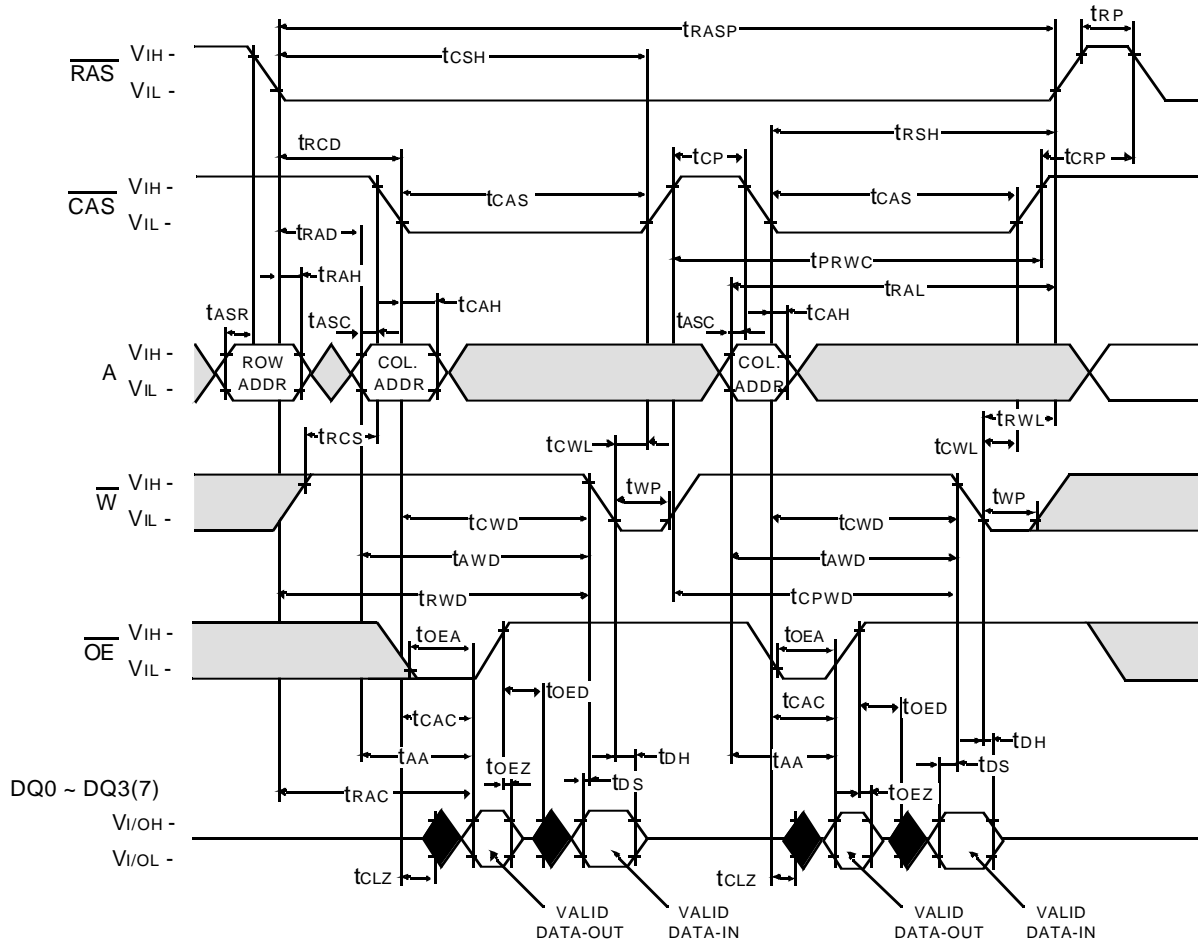 tRASP
tRP
tCSH
RAS
VIH -
VIL -
tRCD
tRSH
tCP
tCRP
CAS
VIH -
VIL -
tCAS
tCAS
tRAD
tRAH
tPRWC
tRAL
tASR
tASC
tCAH
tASC
tCAH
A
VIH -
VIL -
ROW
ADDR
COL.
ADDR
COL.
ADDR
tRCS
tCWL
tRWL
tCWL
W
VIH -
VIL -
tWP
tWP
tCWD
tCWD
tAWD
tAWD
tRWD
tCPWD
OE
VIH -
VIL -
tOEA
tOEA
tCAC
tOED
tCAC
tOED
tAA
tOEZ
tDH
tAA
tDH
tRAC
tDS
tOEZ
tDS
DQ0 ~ DQ3(7)
VI/OH -
VI/OL -
tCLZ
tCLZ
VALID
DATA-OUT
VALID
DATA-IN
VALID
DATA-OUT
VALID
DATA-IN